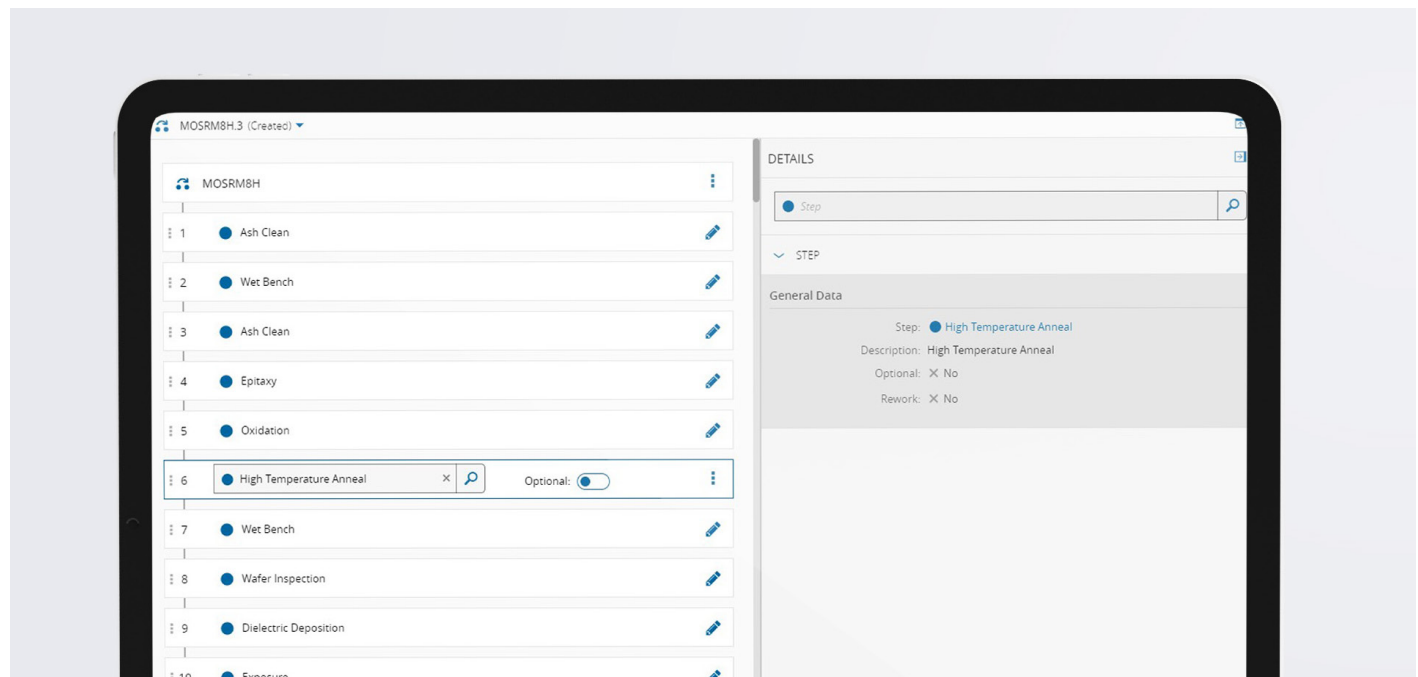 MOSRM8H.3 (Created)
MOSRM8H
1 Ash Clean
2 Wet Bench
3 Ash Clean
4 Epitaxy
5 Oxidation
6 High Temperature Anneal × Optional:
7 Wet Bench
8 Wafer Inspection
9 Dielectric Deposition
10 Exposure
DETAILS
Step
STEP
General Data
Step: High Temperature Anneal
Description: High Temperature Anneal
Optional: × No
Rework: × No